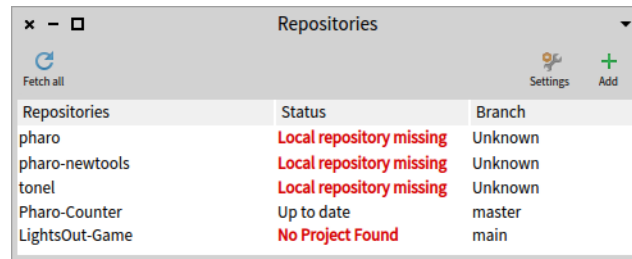 Repositories
Fetch all
Settings Add
Repositories Status Branch
pharo Local repository missing Unknown
pharo-newtools Local repository missing Unknown
tonel Local repository missing Unknown
Pharo-Counter Up to date master
LightsOut-Game No Project Found main